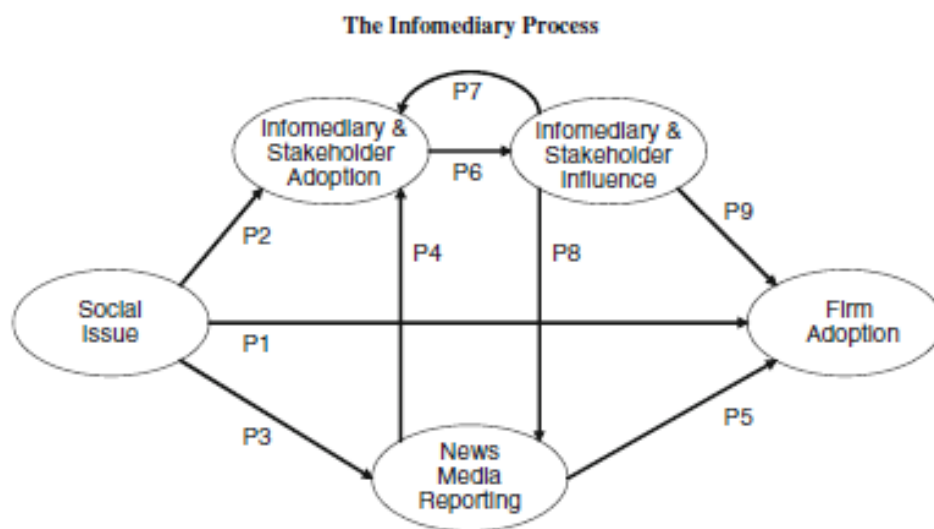 The Infomediary Process
P7
Infomediary &
Stakeholder
Adoption
Infomediary &
Stakeholder
Influence
P6
P2
P4
P8
P9
Social
Issue
Firm
Adoption
P1
P3
P5
News
Media
Reporting